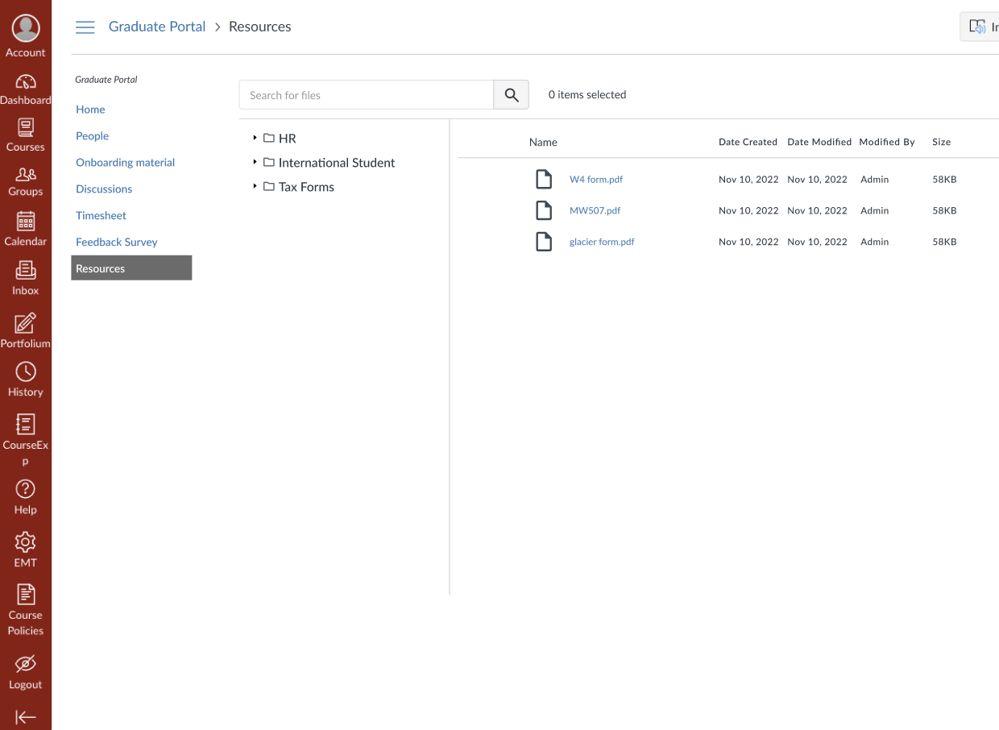 Account
Dashboard
Courses
Groups
Calendar
Inbox
Portfolium
History
CourseEx
p
Help
EMT
Course
Policies
Logout
Graduate Portal > Resources
Graduate Portal
Home
People
Onboarding material
Discussions
Timesheet
Feedback Survey
Resources
Search for files
0 items selected
HR
International Student
Tax Forms
Name Date Created Date Modified Modified By Size
W4 form.pdf Nov 10, 2022 Nov 10, 2022 Admin 58KB
MW507.pdf Nov 10, 2022 Nov 10, 2022 Admin 58KB
glacier form.pdf Nov 10, 2022 Nov 10, 2022 Admin 58KB